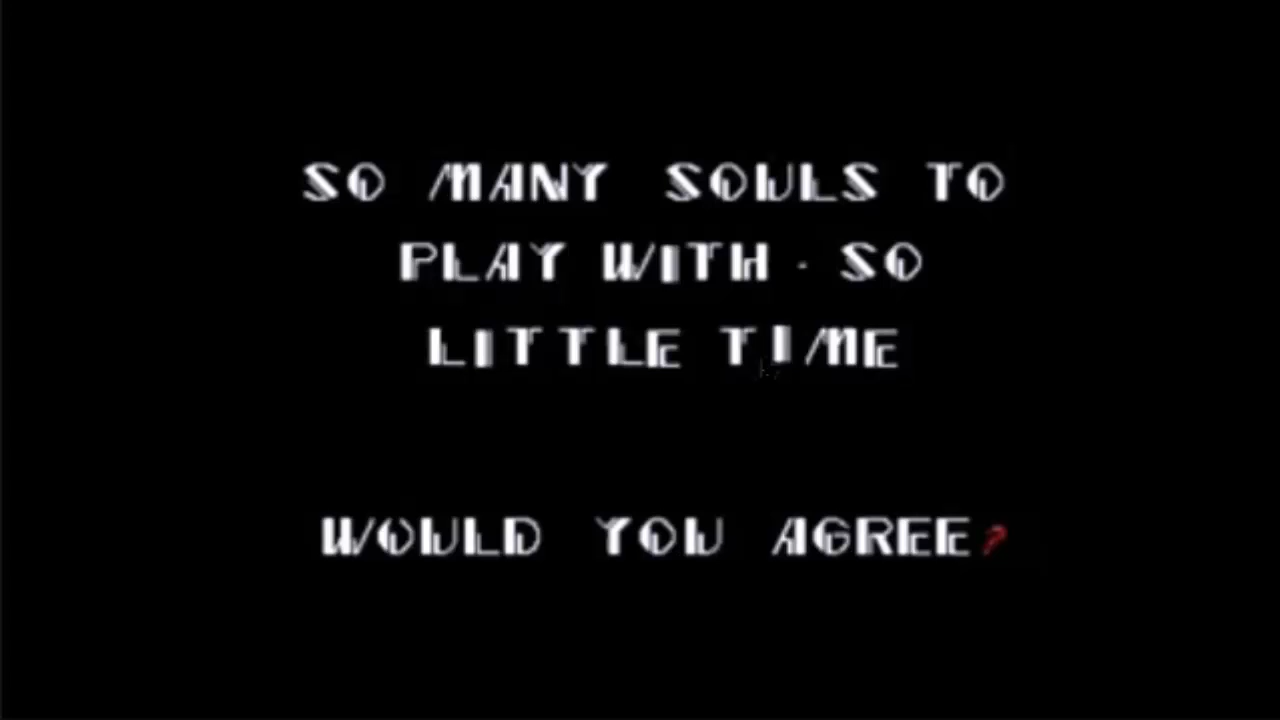 SO MANY SOULS TO
PLAY WITH · SO
LITTLE TIME
WOULD YOU AGREE?